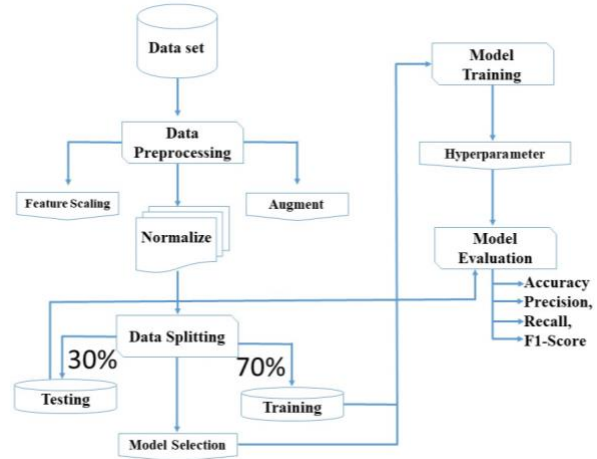 Data set
Data
Preprocessing
Feature Scaling
Augment
Normalize
Data Splitting
30%
70%
Testing
Training
Model Selection
Model
Training
Hyperparameter
Model
Evaluation
Accuracy
Precision,
Recall,
F1-Score